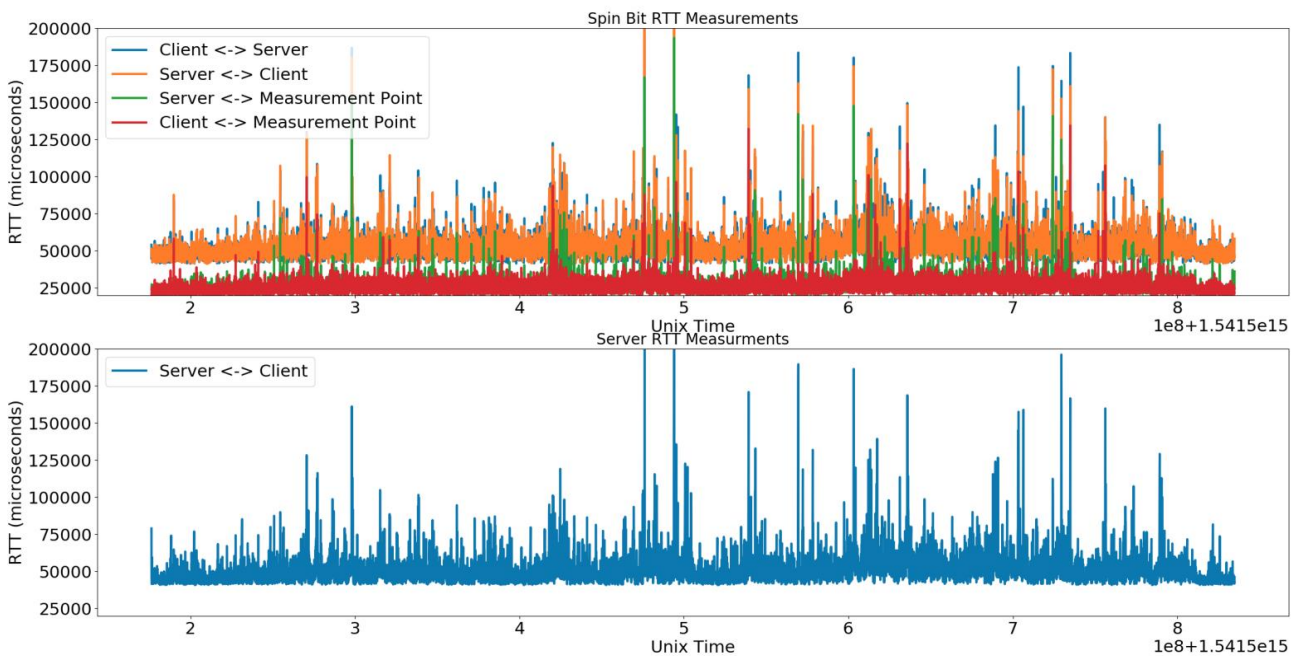 Spin Bit RTT Measurements
RTT (microseconds)
200000
175000
150000
125000
100000
75000
50000
25000
Client <-> Server
Server <-> Client
Server <-> Measurement Point
Client <-> Measurement Point
2 3 4 5 6 7 8
Unix Time
1e8+1.5415e15
Server RTT Measurments
RTT (microseconds)
200000
175000
150000
125000
100000
75000
50000
25000
Server <-> Client
2 3 4 5 6 7 8
Unix Time
1e8+1.5415e15